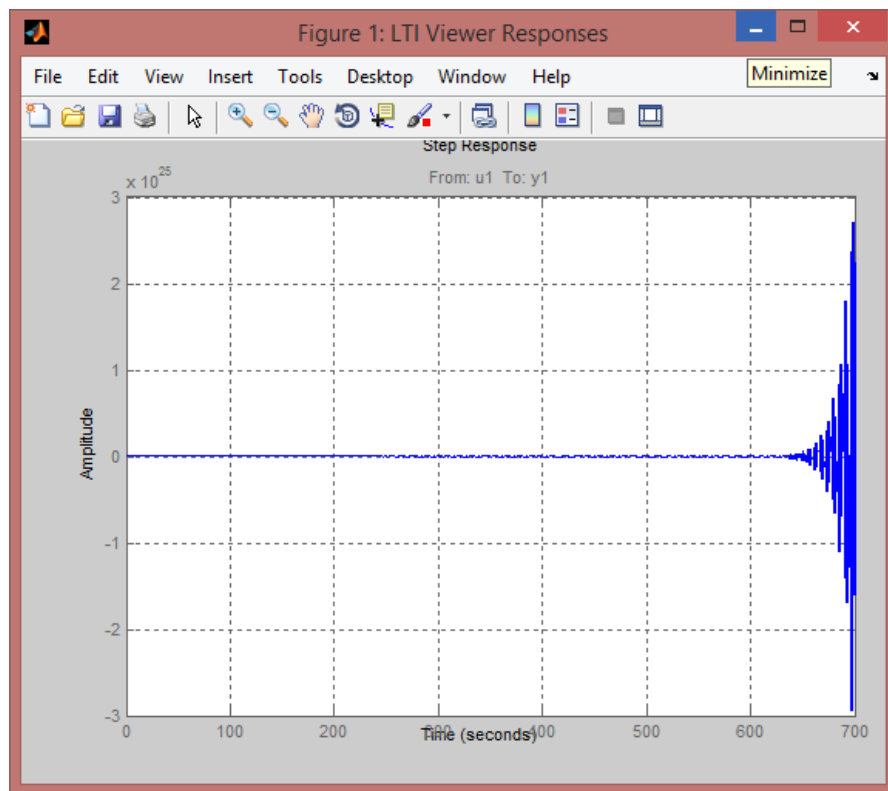 Figure 1: LTI Viewer Responses
File Edit View Insert Tools Desktop Window Help
Minimize
Step Response
From: u1 To: y1
x 10^25
3
2
1
0
-1
-2
-3
Amplitude
0 100 200 300 400 500 600 700
Time (seconds)